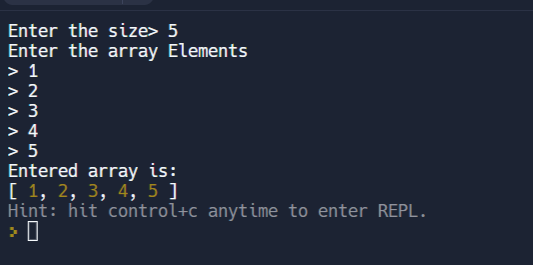 Enter the size> 5
Enter the array Elements
> 1
> 2
> 3
> 4
> 5
Entered array is:
[ 1, 2, 3, 4, 5 ]
Hint: hit control+c anytime to enter REPL.
>